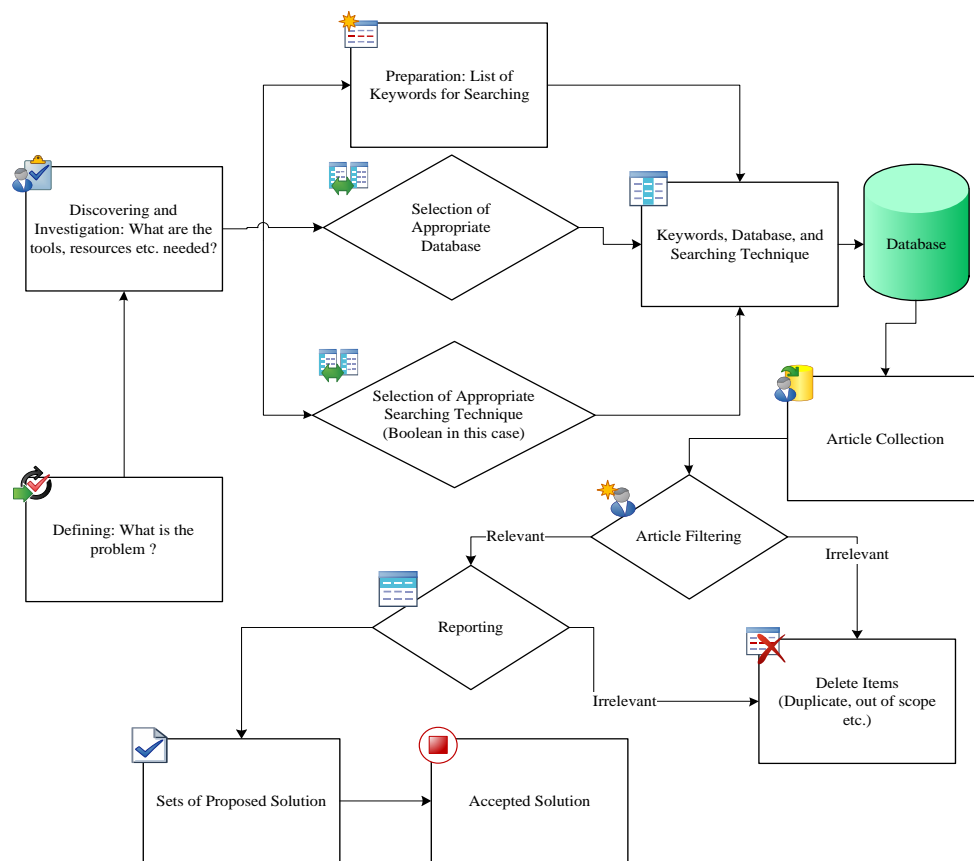 Preparation: List of
Keywords for Searching
Discovering and
Investigation: What are the
tools, resources etc. needed?
Selection of
Appropriate
Database
Keywords, Database, and
Searching Technique
Database
Selection of Appropriate
Searching Technique
(Boolean in this case)
Article Collection
Defining: What is the
problem ?
Relevant
Article Filtering
Irrelevant
Reporting
Irrelevant
Delete Items
(Duplicate, out of scope
etc.)
Sets of Proposed Solution
Accepted Solution